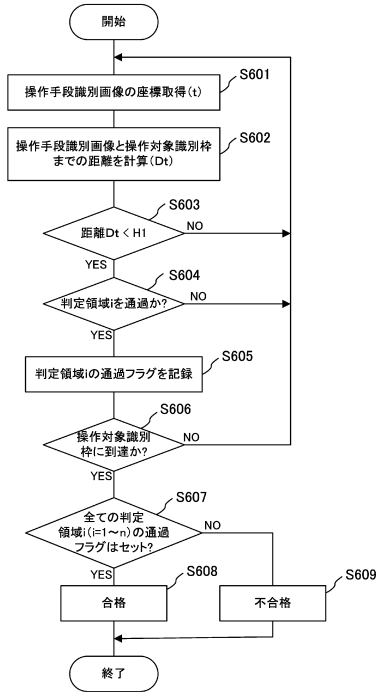 開始
S601
操作手段識別画像の座標取得(t)
S602
操作手段識別画像と操作対象識別枠
までの距離を計算(Dt)
S603
距離Dt < H1
NO
YES
S604
判定領域iを通過か?
NO
YES
S605
判定領域iの通過フラグを記録
S606
操作対象識別
枠に到達か?
NO
YES
S607
全ての判定
領域i(i=1～n)の通過
フラグはセット?
NO
YES
S608
合格
S609
不合格
終了